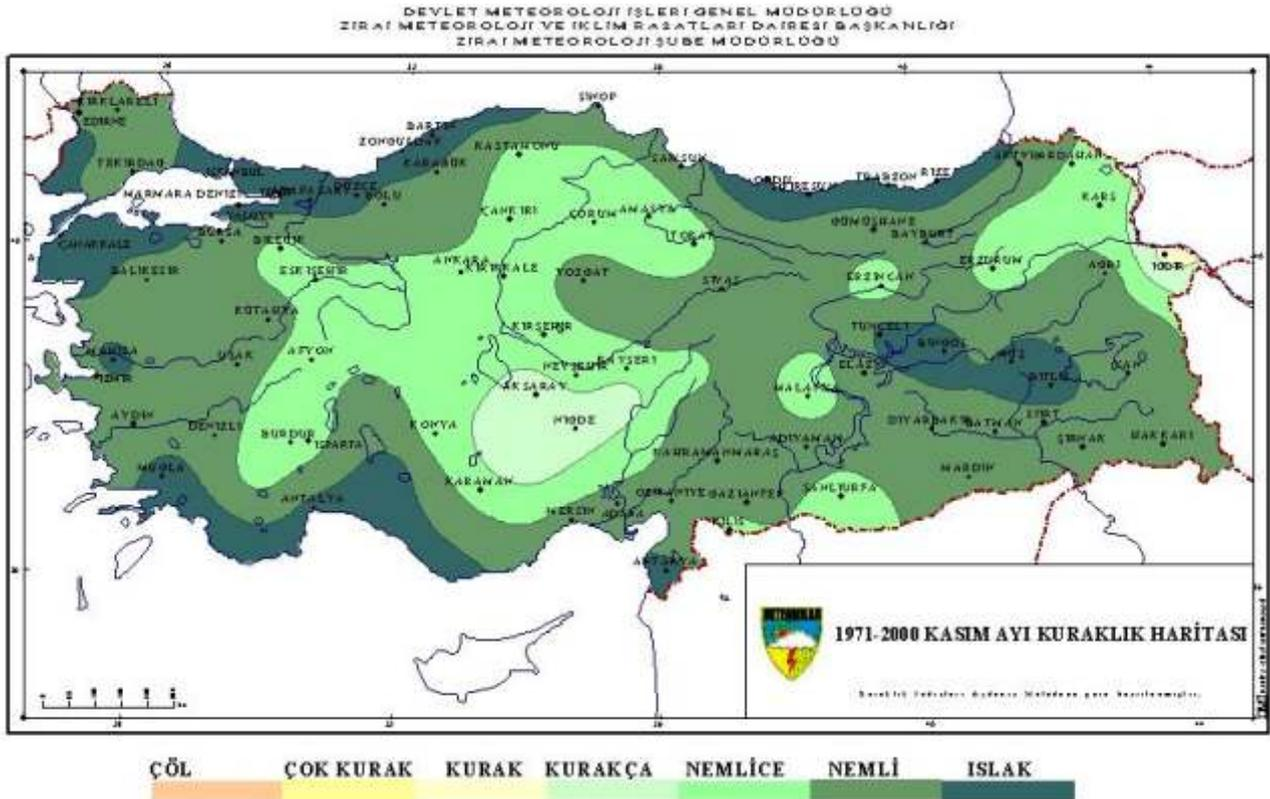 DEVLET METEOROLOJİ İŞLERİ GENEL MÜDÜRLÜĞÜ
ZİRAİ METEOROLOJİ VE İKLİM RASATLARI DAİRESİ BAŞKANLIĞI
ZİRAİ METEOROLOJİ ŞUBE MÜDÜRLÜĞÜ
SİNOP
KIRKLARELİ
EDİRNE
BARTIN
ZONGULDAK
KASTAMONU
TEKİRDAĞ
KARABÜK
SAMSUN
ARTVİN ARDAHAN
İSTANBUL
ORDU
GİRESUN
TRABZON
RİZE
MARMARA DENİZİ
DÜZCE
BOLU
KARS
YALOVA
ÇANKIRI
ÇORUM
AMASYA
GÜMÜŞHANE
BURSA
BİLECİK
TOKAT
BAYBURT
ÇANAKKALE
BALIKESİR
ESKİŞEHİR
ANKARA
KIRIKKALE
YOZGAT
SİVAS
ERZİNCAN
ERZURUM
AĞRI
IĞDIR
KÜTAHYA
KIRŞEHİR
TUNCELİ
BİNGÖL
MUŞ
MANİSA
UŞAK
AFYON
NEVŞEHİR
KAYSERİ
ELAZIĞ
BİTLİS
VAN
İZMİR
AKSARAY
MALATYA
AYDIN
DENİZLİ
BURDUR
ISPARTA
KONYA
NİĞDE
DİYARBAKIR
BATMAN
SİİRT
ŞIRNAK
HAKKARİ
ADIYAMAN
KAHRAMANMARAŞ
MUĞLA
ANTALYA
KARAMAN
MARDİN
OSMANİYE
GAZİANTEP
ŞANLIURFA
MERSİN
ADANA
KİLİS
ANTAKYA
1971-2000 KASIM AYI KURAKLIK HARİTASI
ÇÖL ÇOK KURAK KURAK KURAKÇA NEMLİCE NEMLİ ISLAK